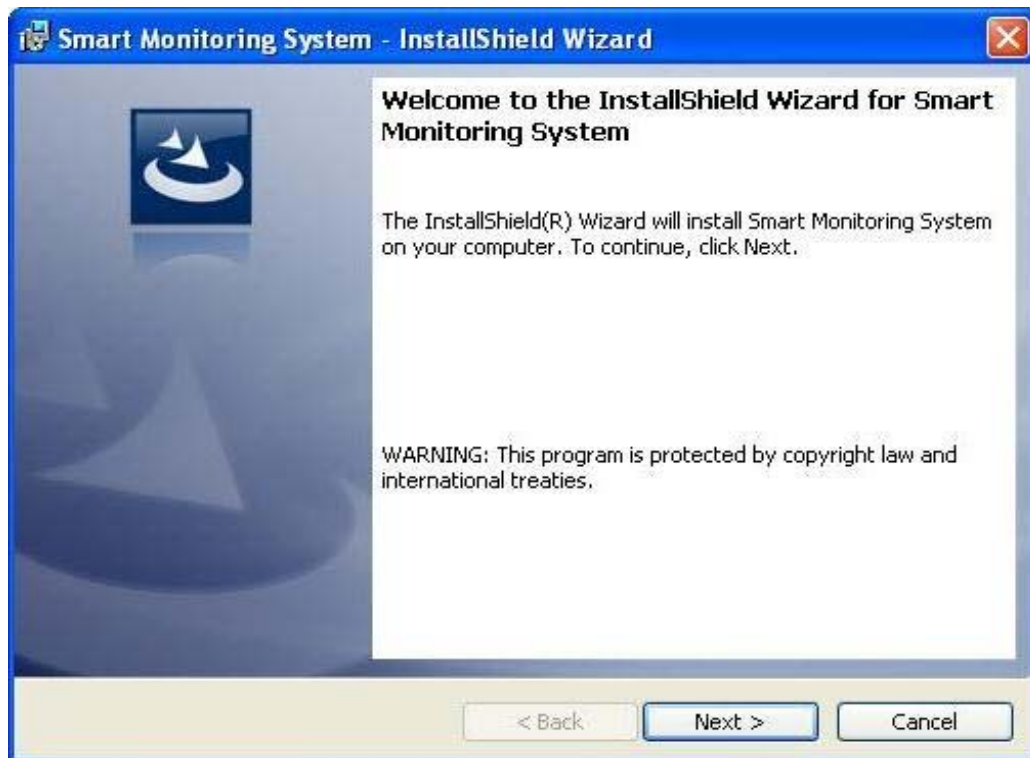 Smart Monitoring System - InstallShield Wizard
Welcome to the InstallShield Wizard for Smart
Monitoring System
The InstallShield(R) Wizard will install Smart Monitoring System
on your computer. To continue, click Next.
WARNING: This program is protected by copyright law and
international treaties.
< Back
Next >
Cancel